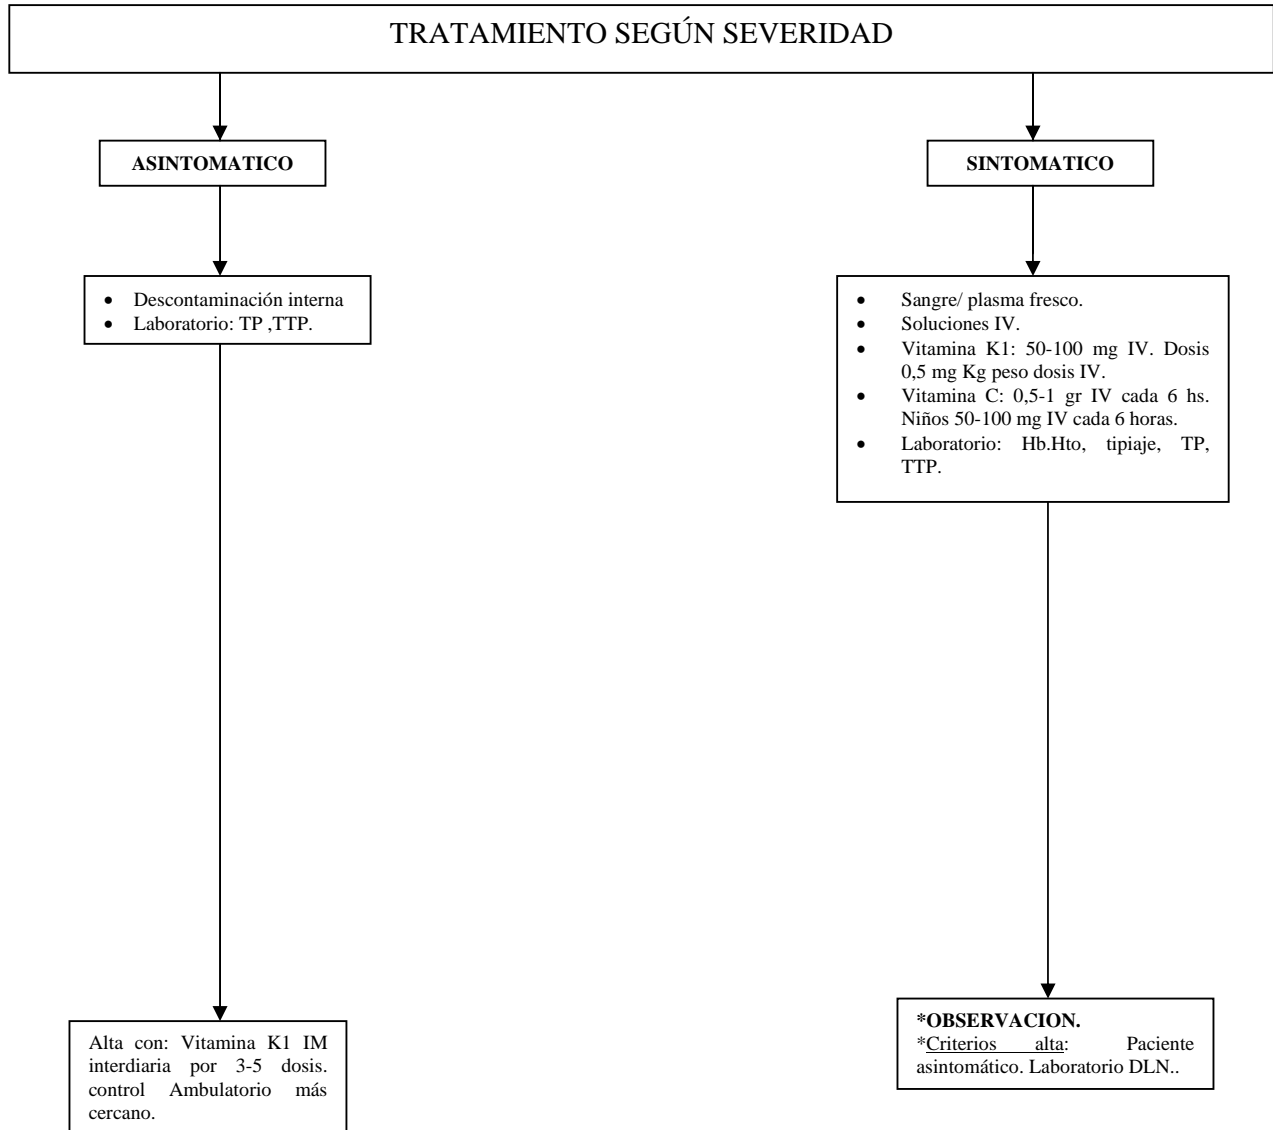 TRATAMIENTO SEGÚN SEVERIDAD
ASINTOMATICO
• Descontaminación interna
• Laboratorio: TP ,TTP.
Alta con: Vitamina K1 IM
interdiaria por 3-5 dosis.
control Ambulatorio más
cercano.
SINTOMATICO
• Sangre/ plasma fresco.
• Soluciones IV.
• Vitamina K1: 50-100 mg IV. Dosis
0,5 mg Kg peso dosis IV.
• Vitamina C: 0,5-1 gr IV cada 6 hs.
Niños 50-100 mg IV cada 6 horas.
• Laboratorio: Hb.Hto, tipiaje, TP,
TTP.
*OBSERVACION.
*Criterios alta: Paciente
asintomático. Laboratorio DLN..